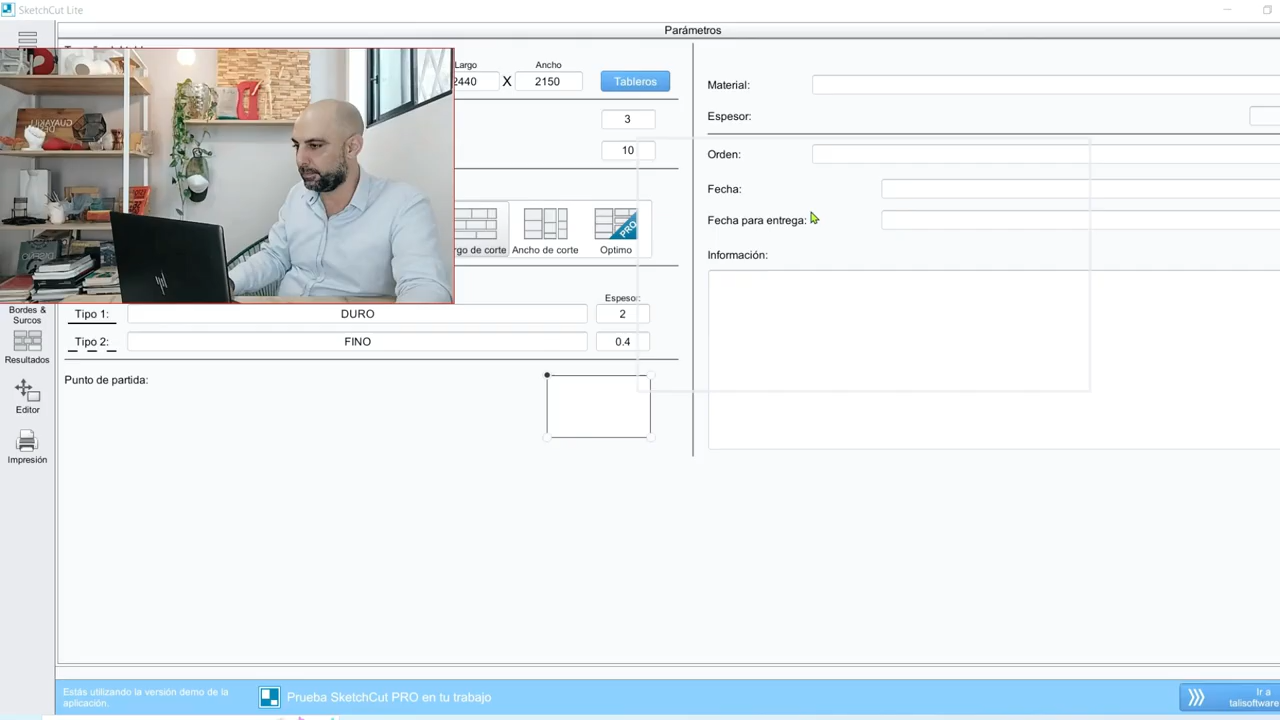 SketchCut Lite
Parámetros
Largo
Ancho
2440 X 2150 Tableros
3
10
Ancho de corte
Optimo
PRO
Espesor:
Tipo 1: DURO 2
Tipo 2: FINO 0.4
Punto de partida:
Bordes &
Surcos
Resultados
Editor
Impresión
Material:
Espesor:
Orden:
Fecha:
Fecha para entrega:
Información:
Estás utilizando la versión demo de la
aplicación.
Prueba SketchCut PRO en tu trabajo
Ir a
talisoftware